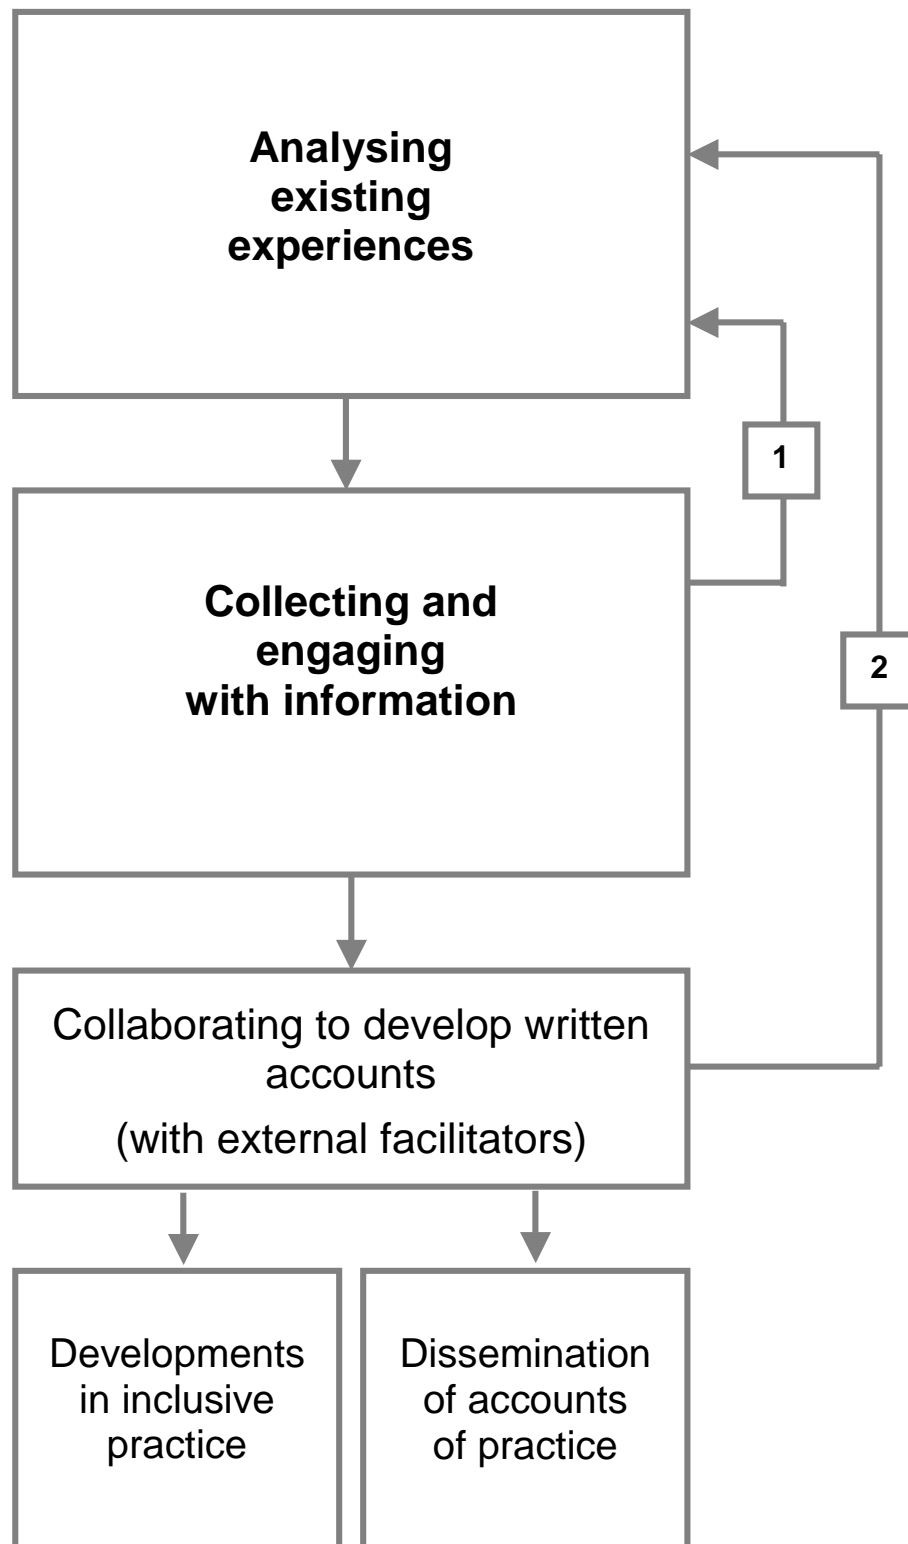 Analysing
existing
experiences
1
Collecting and
engaging
with information
2
Collaborating to develop written
accounts
(with external facilitators)
Developments
in inclusive
practice
Dissemination
of accounts
of practice